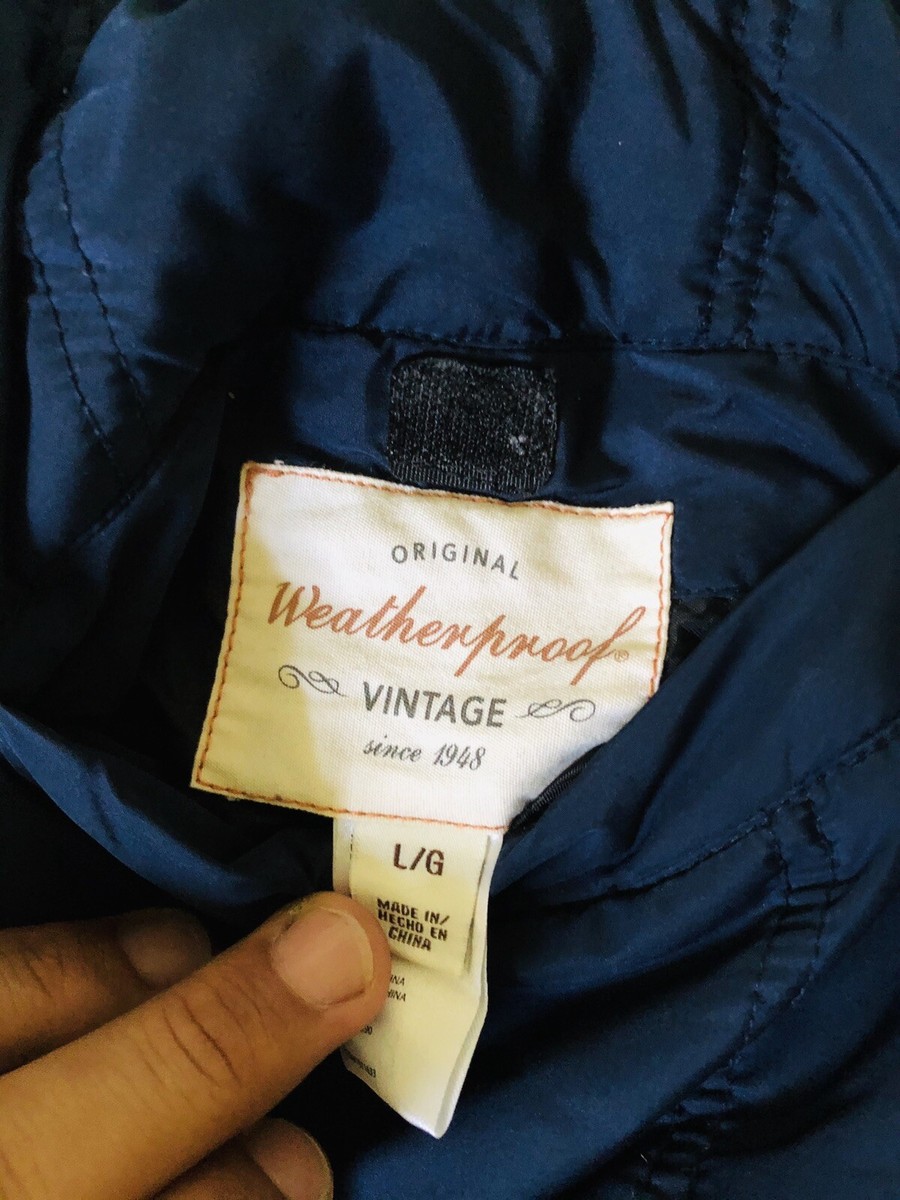 ORIGINAL
Weatherproof®
VINTAGE
since 1948
L/G
MADE IN/
HECHO EN
CHINA